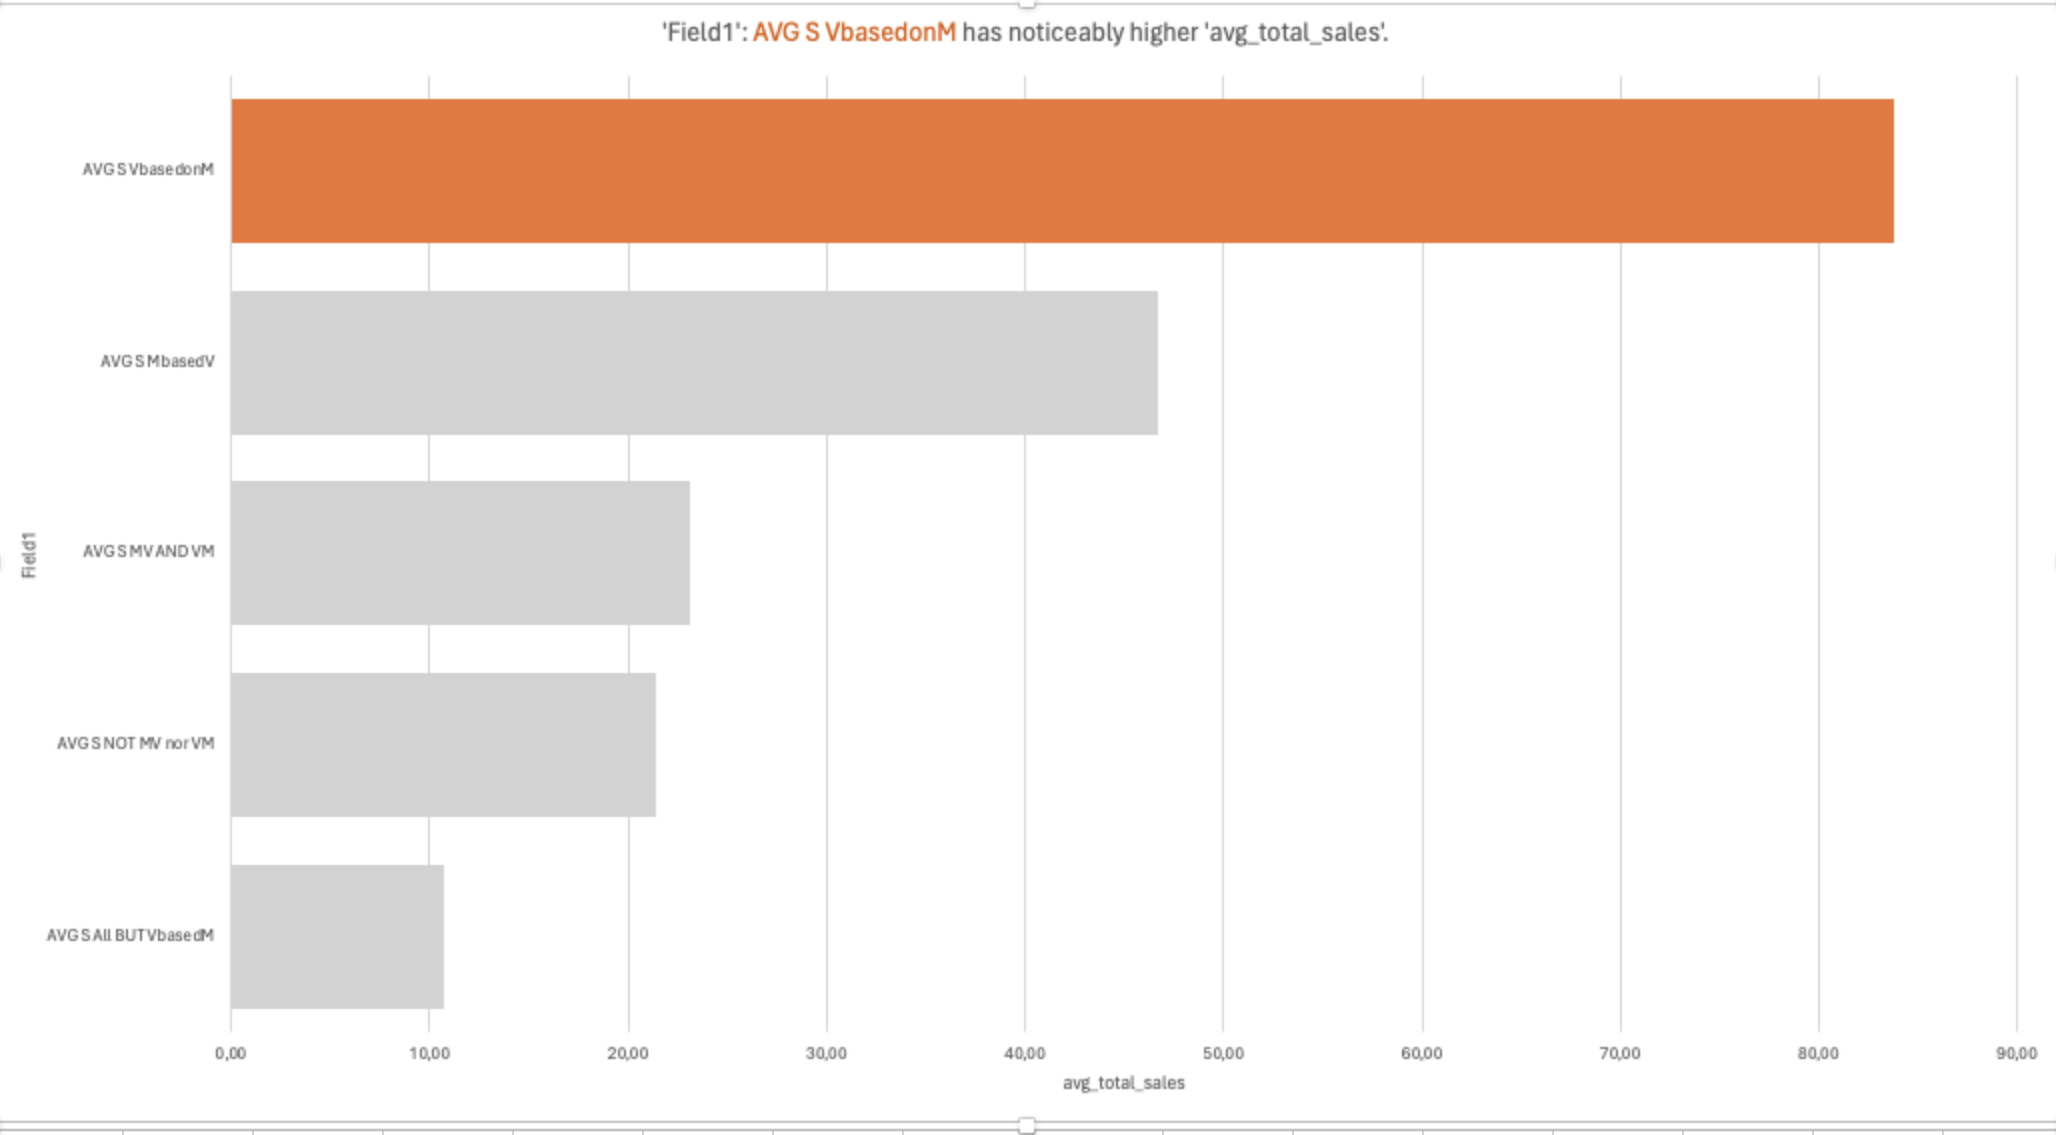 'Field1': AVG S VbasedonM has noticeably higher 'avg_total_sales'.
AVG S VbasedonM
AVG S MbasedV
AVG S MV AND VM
AVG S NOT MV nor VM
AVG S All BUT VbasedM
Field1
0,00 10,00 20,00 30,00 40,00 50,00 60,00 70,00 80,00 90,00
avg_total_sales